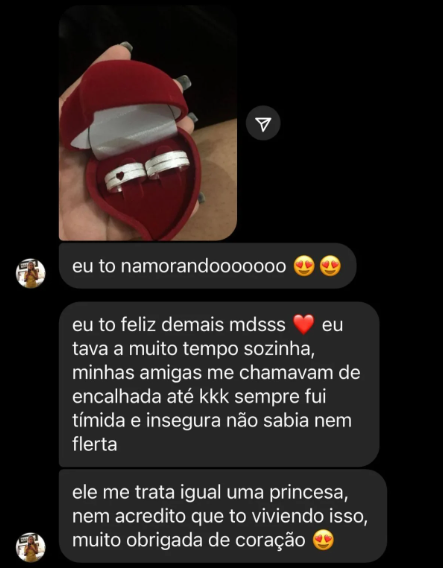 eu to namorandooooooo 😍😍
eu to feliz demais mdsss ❤️ eu
tava a muito tempo sozinha,
minhas amigas me chamavam de
encalhada até kkk sempre fui
tímida e insegura não sabia nem
flerta
ele me trata igual uma princesa,
nem acredito que to viviendo isso,
muito obrigada de coração 😍